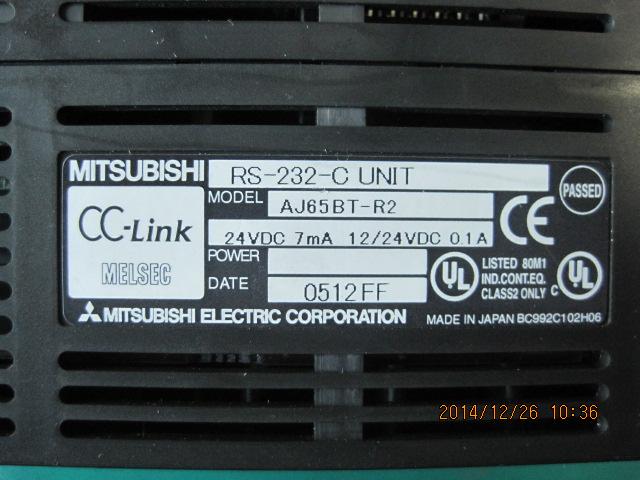 MITSUBISHI
RS-232-C UNIT
PASSED
MODEL
AJ65BT-R2
CC-Link
MELSEC
24VDC 7mA 12/24VDC 0.1A
CE
POWER
DATE
0512FF
UL
LISTED 80M1
IND.CONT.EQ.
CLASS2 ONLY
C UL
MITSUBISHI ELECTRIC CORPORATION
MADE IN JAPAN BC992C102H06
2014/12/26 10:36